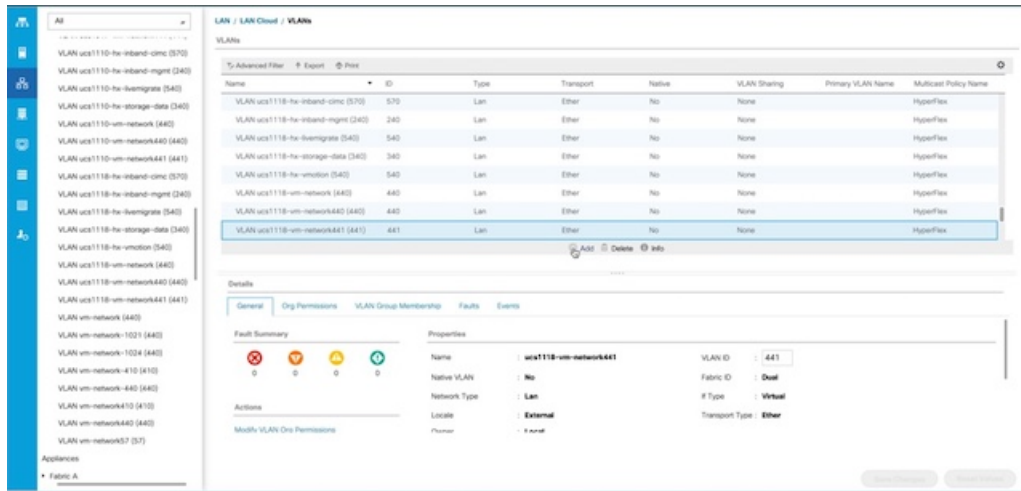 All
VLAN ucs1110-hx-inband-cimc (570)
VLAN ucs1110-hx-inband-mgmt (240)
VLAN ucs1110-hx-livemigrate (540)
VLAN ucs1110-hx-storage-data (340)
VLAN ucs1110-vm-network (440)
VLAN ucs1110-vm-network440 (440)
VLAN ucs1110-vm-network441 (441)
VLAN ucs1118-hx-inband-cimc (570)
VLAN ucs1118-hx-inband-mgmt (240)
VLAN ucs1118-hx-livemigrate (540)
VLAN ucs1118-hx-storage-data (340)
VLAN ucs1118-hx-vmotion (540)
VLAN ucs1118-vm-network (440)
VLAN ucs1118-vm-network440 (440)
VLAN ucs1118-vm-network441 (441)
VLAN vm-network (440)
VLAN vm-network-1021 (440)
VLAN vm-network-1024 (440)
VLAN vm-network-410 (410)
VLAN vm-network-440 (440)
VLAN vm-network410 (410)
VLAN vm-network440 (440)
VLAN vm-network57 (57)
Appliances
Fabric A
LAN / LAN Cloud / VLANs
VLANs
Advanced Filter Export Print
Name ID Type Transport Native VLAN Sharing Primary VLAN Name Multicast Policy Name
VLAN ucs1118-hx-inband-cimc (570) 570 Lan Ether No None HyperFlex
VLAN ucs1118-hx-inband-mgmt (240) 240 Lan Ether No None HyperFlex
VLAN ucs1118-hx-livemigrate (540) 540 Lan Ether No None HyperFlex
VLAN ucs1118-hx-storage-data (340) 340 Lan Ether No None HyperFlex
VLAN ucs1118-hx-vmotion (540) 540 Lan Ether No None HyperFlex
VLAN ucs1118-vm-network (440) 440 Lan Ether No None HyperFlex
VLAN ucs1118-vm-network440 (440) 440 Lan Ether No None HyperFlex
VLAN ucs1118-vm-network441 (441) 441 Lan Ether No None HyperFlex
Add Delete Info
Details
General Org Permissions VLAN Group Membership Faults Events
Fault Summary
0 0 0 0
Actions
Modify VLAN Org Permissions
Properties
Name : ucs1118-vm-network441 VLAN ID : 441
Native VLAN : No Fabric ID : Dual
Network Type : Lan If Type : Virtual
Locale : External Transport Type : Ether
Owner : Local
Save Changes Reset Values